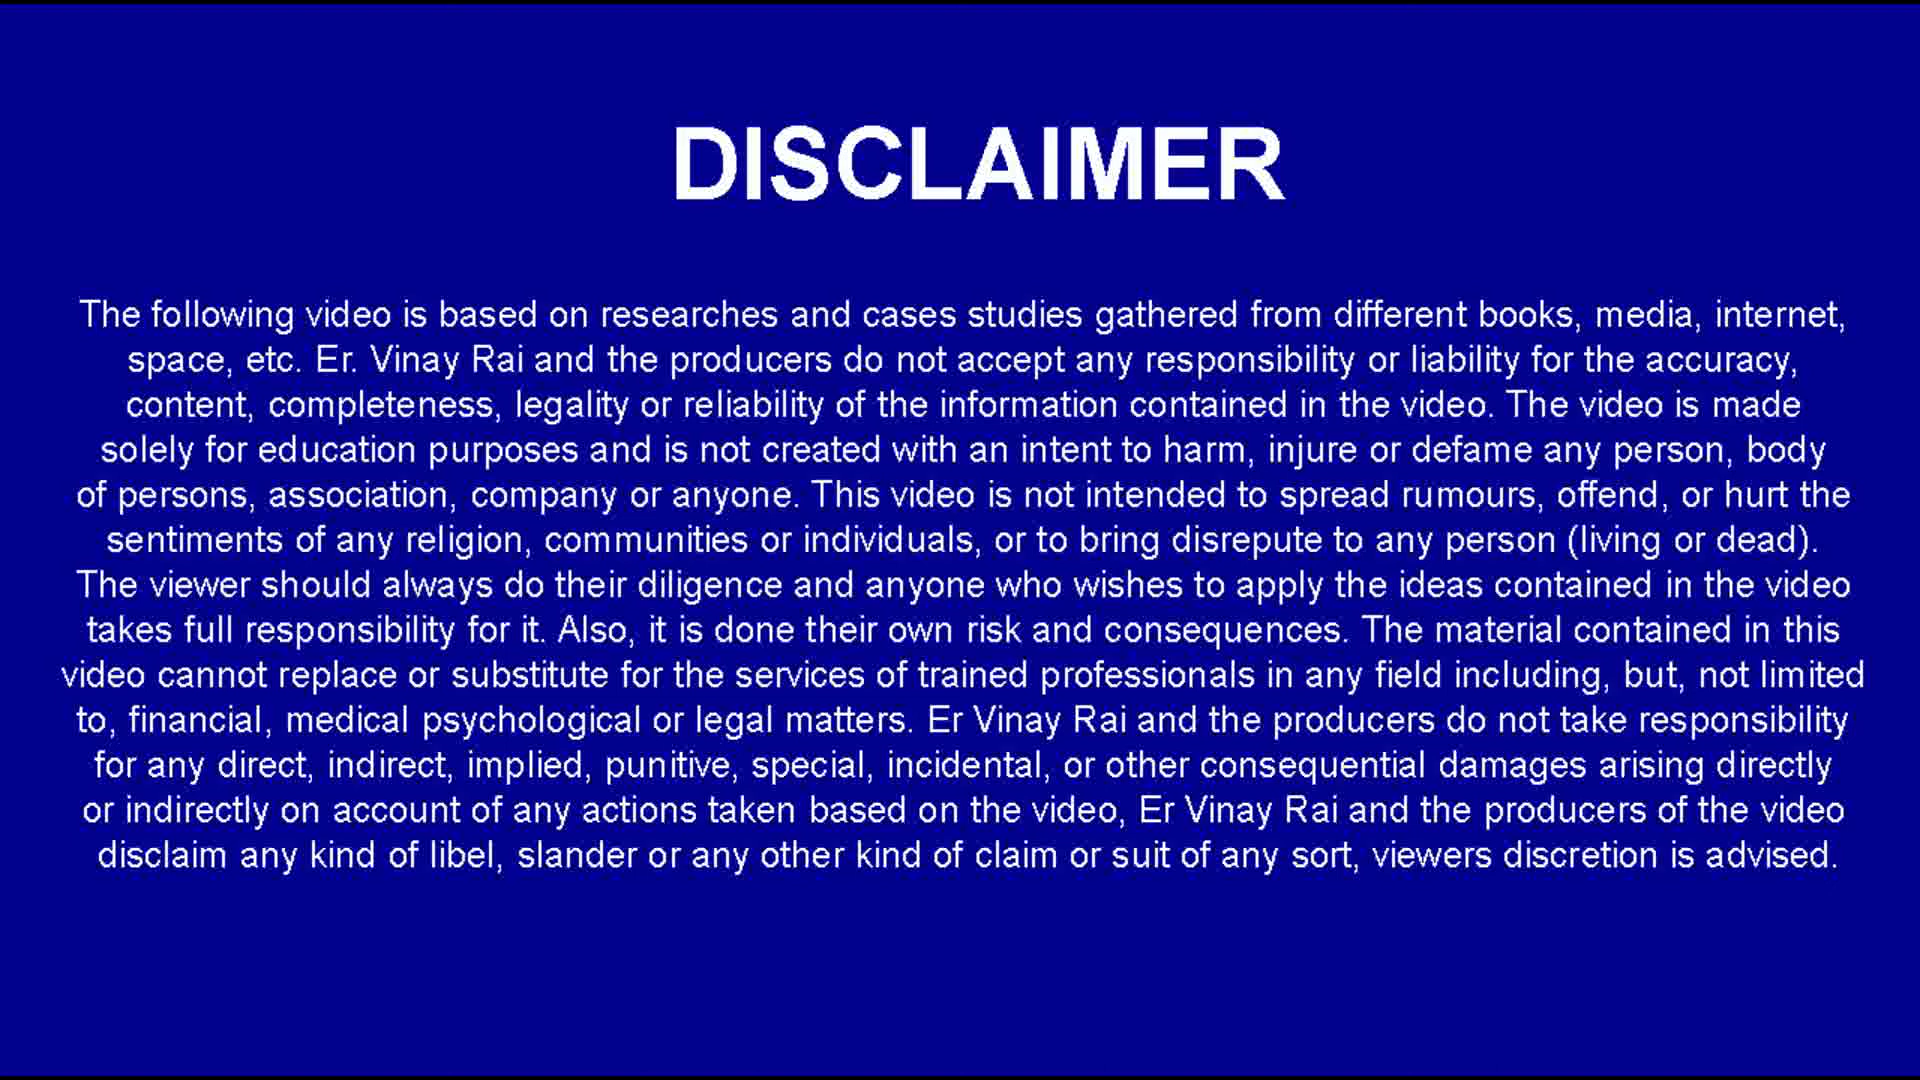 DISCLAIMER
The following video is based on researches and cases studies gathered from different books, media, internet,
space, etc. Er. Vinay Rai and the producers do not accept any responsibility or liability for the accuracy,
content, completeness, legality or reliability of the information contained in the video. The video is made
solely for education purposes and is not created with an intent to harm, injure or defame any person, body
of persons, association, company or anyone. This video is not intended to spread rumours, offend, or hurt the
sentiments of any religion, communities or individuals, or to bring disrepute to any person (living or dead).
The viewer should always do their diligence and anyone who wishes to apply the ideas contained in the video
takes full responsibility for it. Also, it is done their own risk and consequences. The material contained in this
video cannot replace or substitute for the services of trained professionals in any field including, but, not limited
to, financial, medical psychological or legal matters. Er Vinay Rai and the producers do not take responsibility
for any direct, indirect, implied, punitive, special, incidental, or other consequential damages arising directly
or indirectly on account of any actions taken based on the video, Er Vinay Rai and the producers of the video
disclaim any kind of libel, slander or any other kind of claim or suit of any sort, viewers discretion is advised.